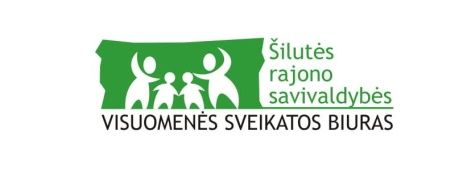 Šilutės
rajono
savivaldybės
VISUOMENĖS SVEIKATOS BIURAS